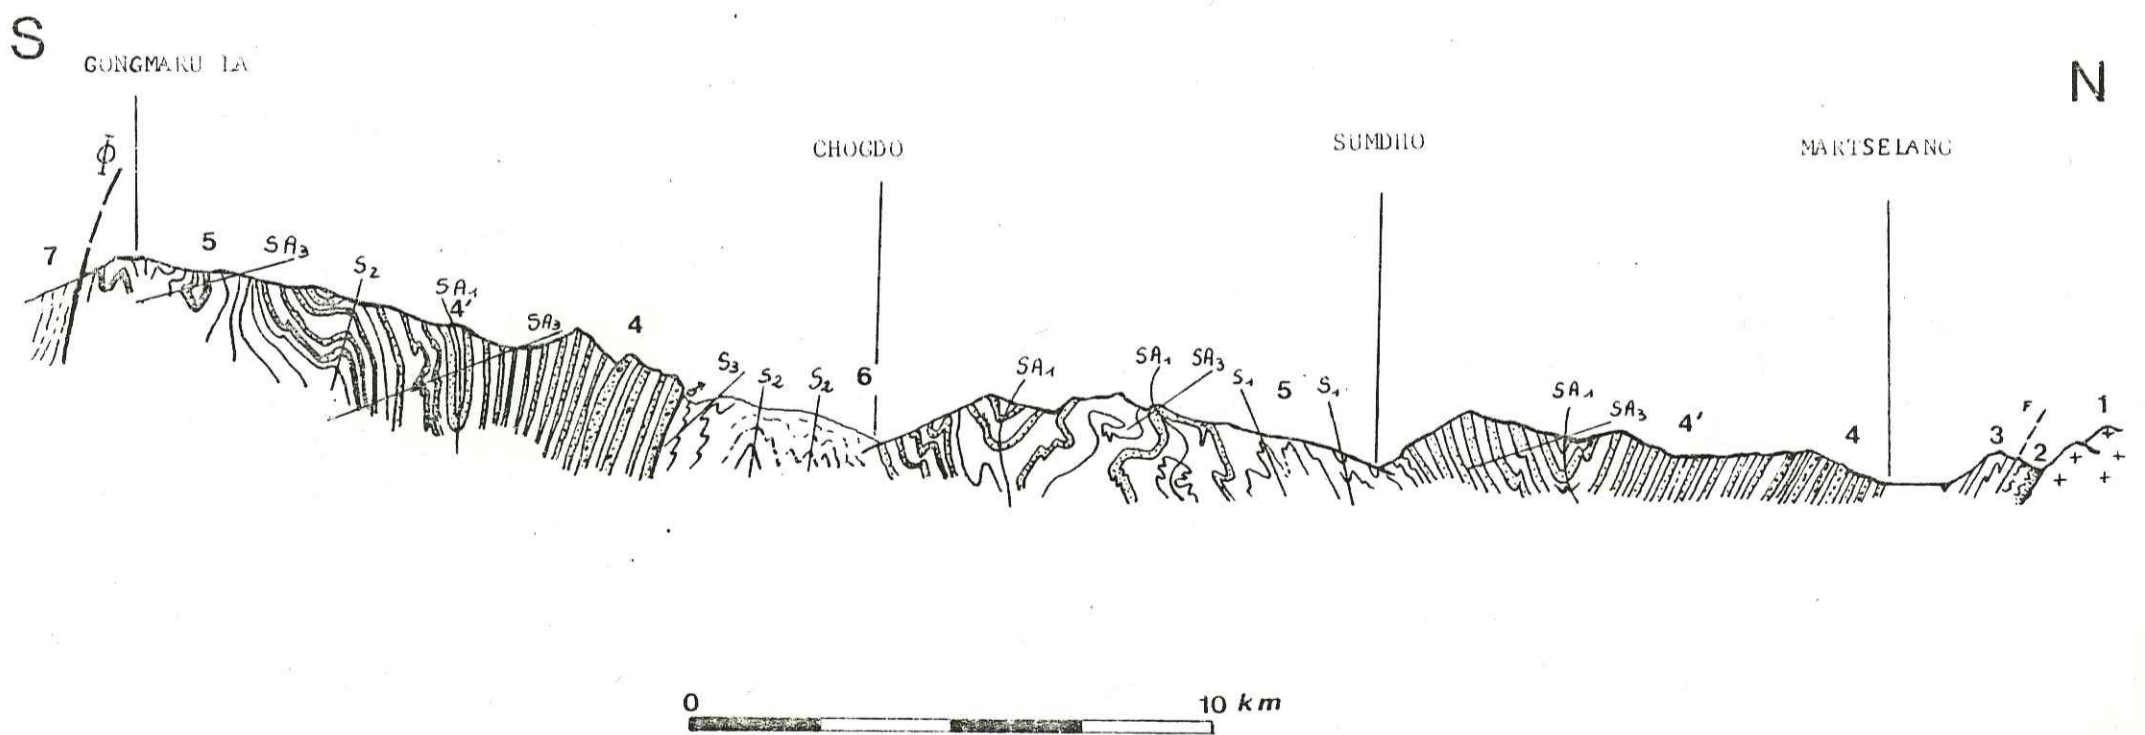 S
N
GONGMARU LA
CHOGDO
SUMDHO
MARTSELANG
Φ
7
5
SA3
S2
SA1
4'
SA3
4
S3
S2
S2
6
SA1
SA1
SA3
S1
5
S1
SA1
SA3
4'
4
3
F
2
1
0
10 km